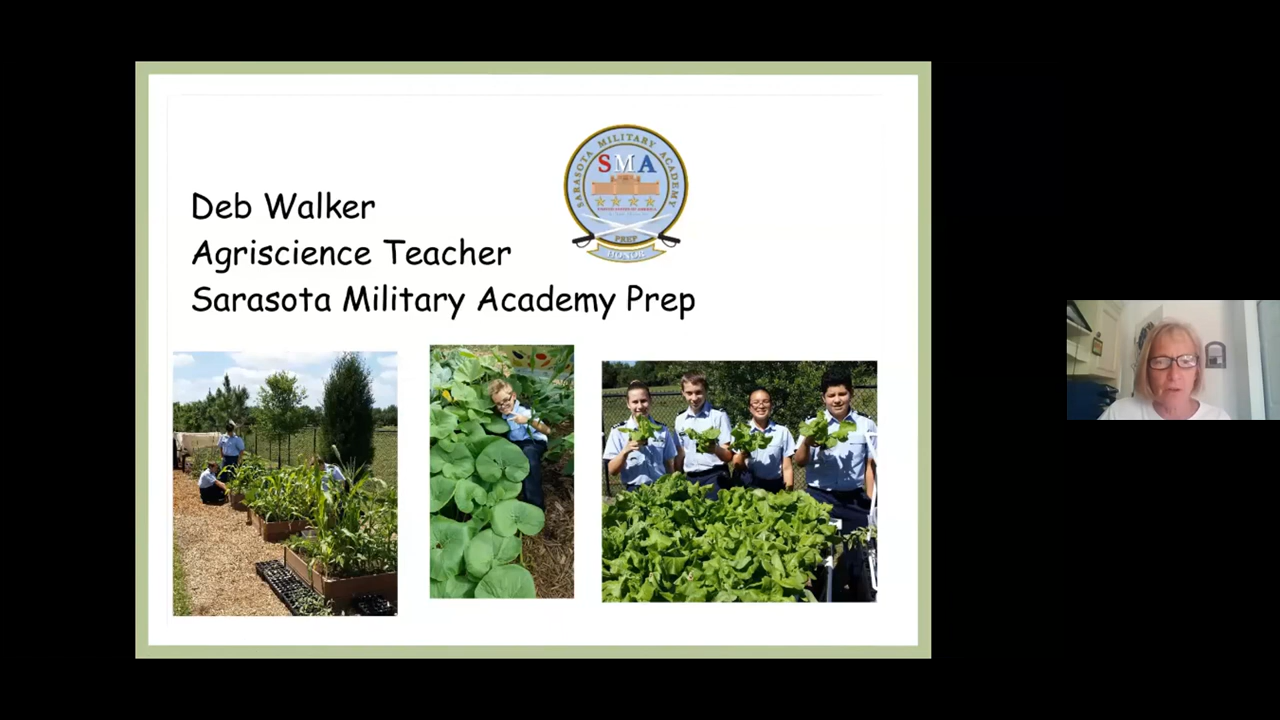 SARASOTA MILITARY ACADEMY
SMA
PREP
HONOR
Deb Walker
Agriscience Teacher
Sarasota Military Academy Prep